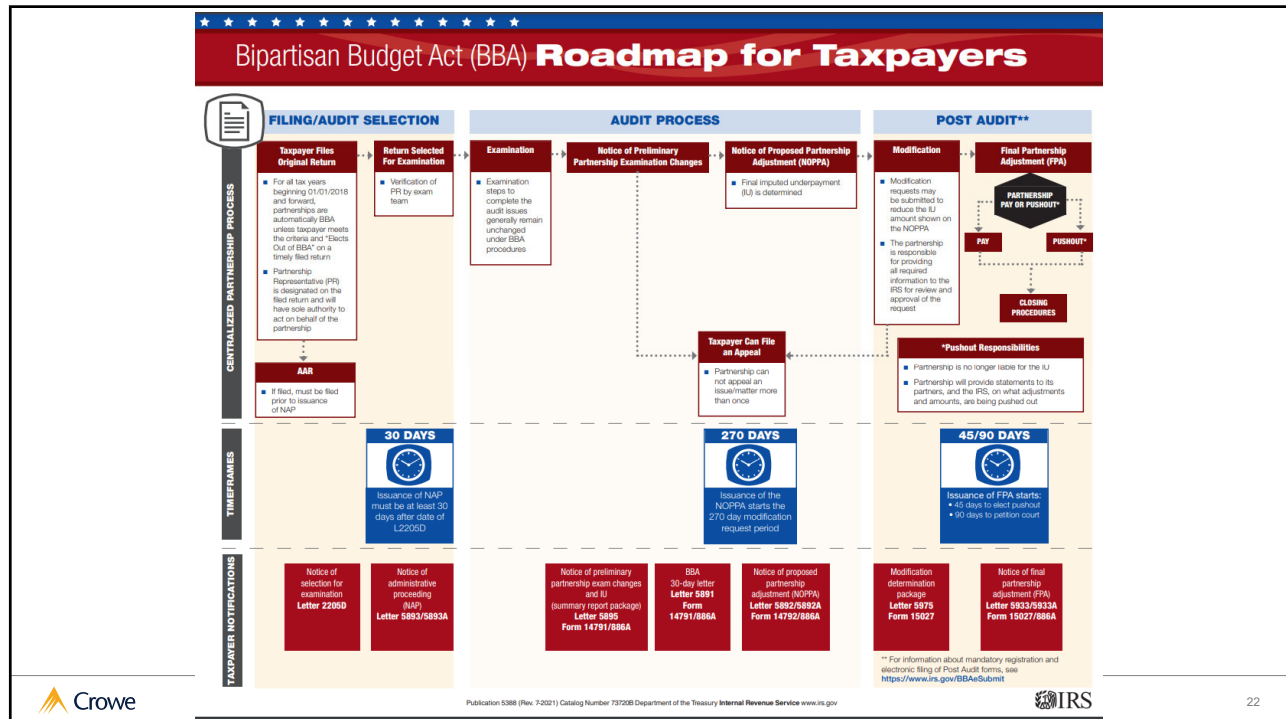 Bipartisan Budget Act (BBA) Roadmap for Taxpayers
FILING/AUDIT SELECTION
AUDIT PROCESS
POST AUDIT**
CENTRALIZED PARTNERSHIP PROCESS
Taxpayer Files
Original Return
■ For all tax years
beginning 01/01/2018
and forward,
partnerships are
automatically BBA
unless taxpayer meets
the criteria and "Elects
Out of BBA" on a
timely filed return
■ Partnership
Representative (PR)
is designated on the
filed return and will
have sole authority to
act on behalf of the
partnership
AAR
■ If filed, must be filed
prior to issuance
of NAP
Return Selected
For Examination
■ Verification of
PR by exam
team
Examination
■ Examination
steps to
complete the
audit issues
generally remain
unchanged
under BBA
procedures
Notice of Preliminary
Partnership Examination Changes
Notice of Proposed Partnership
Adjustment (NOPPA)
■ Final imputed underpayment
(IU) is determined
Taxpayer Can File
an Appeal
■ Partnership can
not appeal an
issue/matter more
than once
Modification
■ Modification
requests may
be submitted to
reduce the IU
amount shown on
the NOPPA
■ The partnership
is responsible
for providing
all required
information to the
IRS for review and
approval of the
request
Final Partnership
Adjustment (FPA)
PARTNERSHIP
PAY OR PUSHOUT*
PAY
PUSHOUT*
CLOSING
PROCEDURES
*Pushout Responsibilities
■ Partnership is no longer liable for the IU
■ Partnership will provide statements to its
partners, and the IRS, on what adjustments
and amounts, are being pushed out
TIMEFRAMES
30 DAYS
Issuance of NAP
must be at least 30
days after date of
L2205D
270 DAYS
Issuance of the
NOPPA starts the
270 day modification
request period
45/90 DAYS
Issuance of FPA starts:
• 45 days to elect pushout
• 90 days to petition court
TAXPAYER NOTIFICATIONS
Notice of
selection for
examination
Letter 2205D
Notice of
administrative
proceeding
(NAP)
Letter 5893/5893A
Notice of preliminary
partnership exam changes
and IU
(summary report package)
Letter 5895
Form 14791/886A
BBA
30-day letter
Letter 5891
Form
14791/886A
Notice of proposed
partnership
adjustment (NOPPA)
Letter 5892/5892A
Form 14792/886A
Modification
determination
package
Letter 5975
Form 15027
Notice of final
partnership
adjustment (FPA)
Letter 5933/5933A
Form 15027/886A
** For information about mandatory registration and
electronic filing of Post Audit forms, see
https://www.irs.gov/BBAeSubmit
Crowe
Publication 5388 (Rev. 7-2021) Catalog Number 73720B Department of the Treasury Internal Revenue Service www.irs.gov
IRS
22